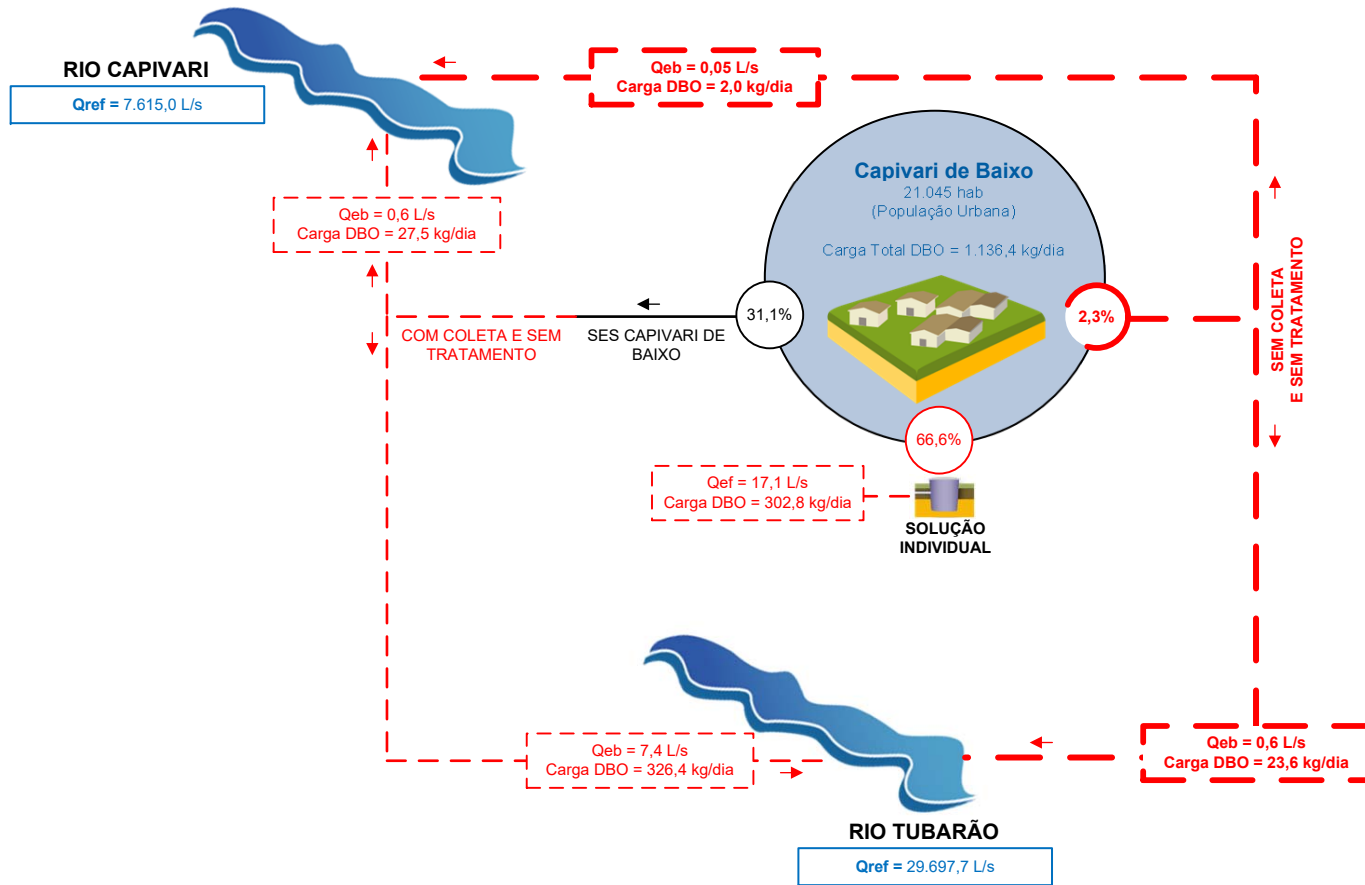 RIO CAPIVARI
Qref = 7.615,0 L/s
Qeb = 0,05 L/s
Carga DBO = 2,0 kg/dia
Capivari de Baixo
21.045 hab
(População Urbana)
Carga Total DBO = 1.136,4 kg/dia
Qeb = 0,6 L/s
Carga DBO = 27,5 kg/dia
31,1%
2,3%
COM COLETA E SEM
TRATAMENTO
SES CAPIVARI DE
BAIXO
SEM COLETA
E SEM TRATAMENTO
66,6%
Qef = 17,1 L/s
Carga DBO = 302,8 kg/dia
SOLUÇÃO
INDIVIDUAL
Qeb = 7,4 L/s
Carga DBO = 326,4 kg/dia
Qeb = 0,6 L/s
Carga DBO = 23,6 kg/dia
RIO TUBARÃO
Qref = 29.697,7 L/s